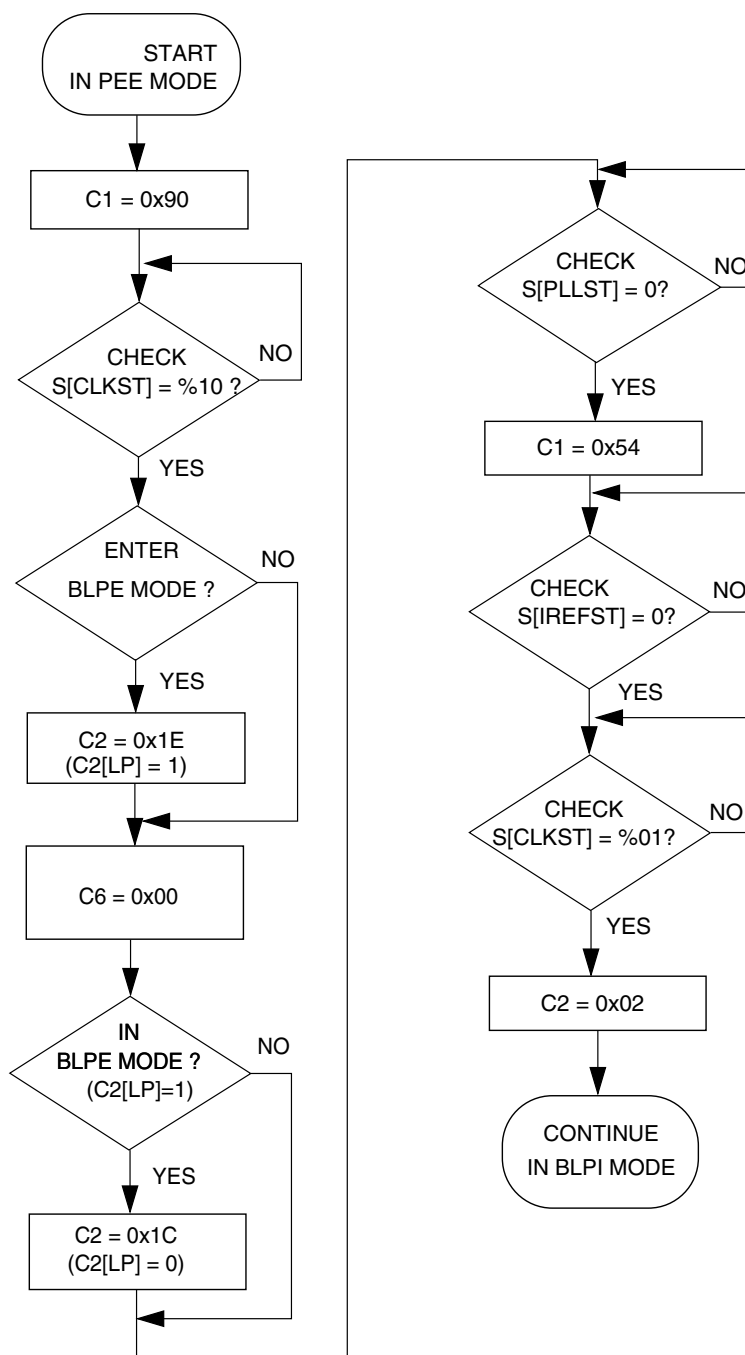 START
IN PEE MODE
C1 = 0x90
CHECK
S[CLKST] = %10 ?
NO
YES
ENTER
BLPE MODE ?
NO
YES
C2 = 0x1E
(C2[LP] = 1)
C6 = 0x00
IN
BLPE MODE ?
(C2[LP]=1)
NO
YES
C2 = 0x1C
(C2[LP] = 0)
CHECK
S[PLLST] = 0?
NO
YES
C1 = 0x54
CHECK
S[IREFST] = 0?
NO
YES
CHECK
S[CLKST] = %01?
NO
YES
C2 = 0x02
CONTINUE
IN BLPI MODE